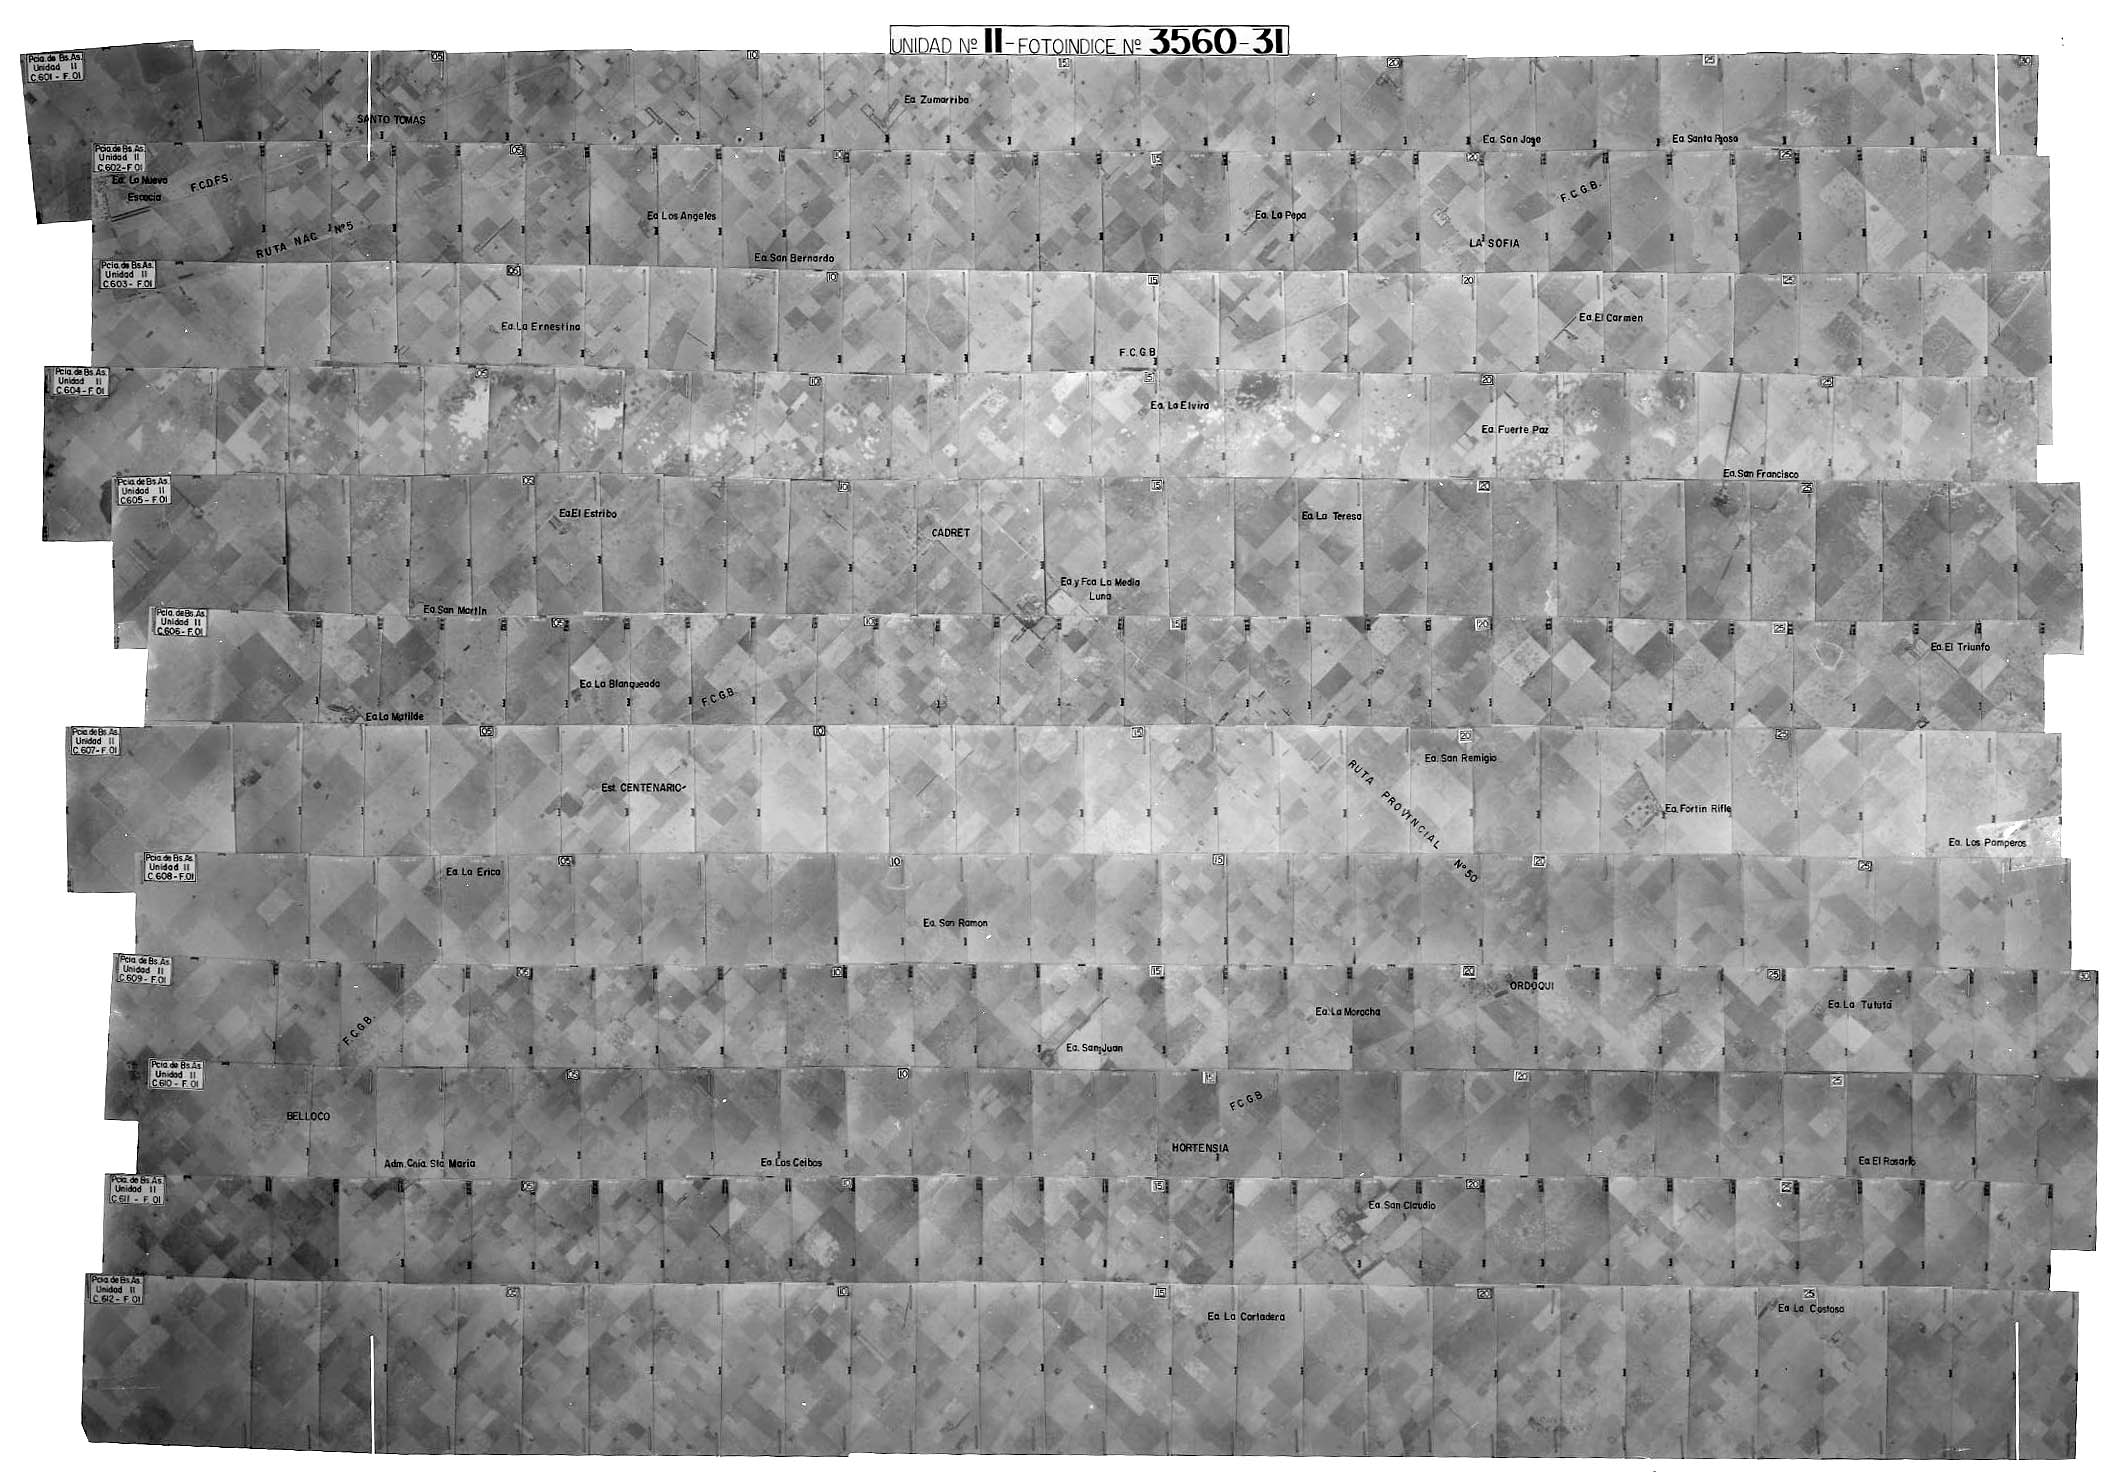 UNIDAD Nº 11-FOTOINDICE Nº 3560-31
Pcia. de Bs. As.
Unidad 11
C.601 - F.01
05
10
15
20
25
30
Ea. Zumarriba
SANTO TOMAS
Ea. San Jose
Ea. Santa Rosa
Pcia. de Bs. As.
Unidad 11
C.602-F.01
05
10
15
20
25
Ea. La Nueva
Escocia
F.C.D.F.S.
RUTA NAC. Nº5
Ea. Los Angeles
Ea. San Bernardo
Ea. La Pepa
LA SOFIA
F.C.G.B.
Pcia. de Bs. As.
Unidad 11
C.603- F.01
05
10
15
20
25
Ea. La Ernestina
F.C.G.B
Ea. El Carmen
Pcia. de Bs. As.
Unidad 11
C.604-F.01
05
10
15
20
25
Ea. La Elvira
Ea. Fuerte Paz
Ea. San Francisco
Pcia. de Bs. As.
Unidad 11
C.605-F.01
05
10
15
20
25
Ea. El Estribo
CADRET
Ea. La Teresa
Ea y Fca La Media
Luna
Ea. San Martin
Pcia. de Bs. As.
Unidad 11
C.606-F.01
05
10
15
20
25
Ea. El Triunfo
Ea. La Blanqueada
F.C.G.B.
Ea La Matilde
Pcia. de Bs. As.
Unidad 11
C.607-F.01
05
10
15
20
25
Ea. San Remigio
Est. CENTENARIO
RUTA PROVINCIAL Nº50
Ea. Fortin Rifle
Ea. Los Pamperos
Pcia. de Bs. As.
Unidad 11
C.608-F.01
05
10
15
20
25
Ea. La Erica
Ea. San Ramon
Pcia. de Bs. As.
Unidad 11
C.609-F.01
05
10
15
20
25
30
ORDOQUI
Ea. La Morocha
Ea. La Tututa
F.C.G.B.
Ea. San Juan
Pcia. de Bs. As.
Unidad 11
C.610-F.01
05
10
15
20
25
BELLOCO
F.C.G.B
HORTENSIA
Adm. Cnia. Sta Maria
Ea. Los Ceibos
Ea. El Rosario
Pcia. de Bs. As.
Unidad 11
C.611 - F.01
05
10
15
20
25
Ea. San Claudio
Pcia. de Bs. As.
Unidad 11
C.612-F.01
05
10
15
20
25
Ea. La Cortadera
Ea. La Costosa